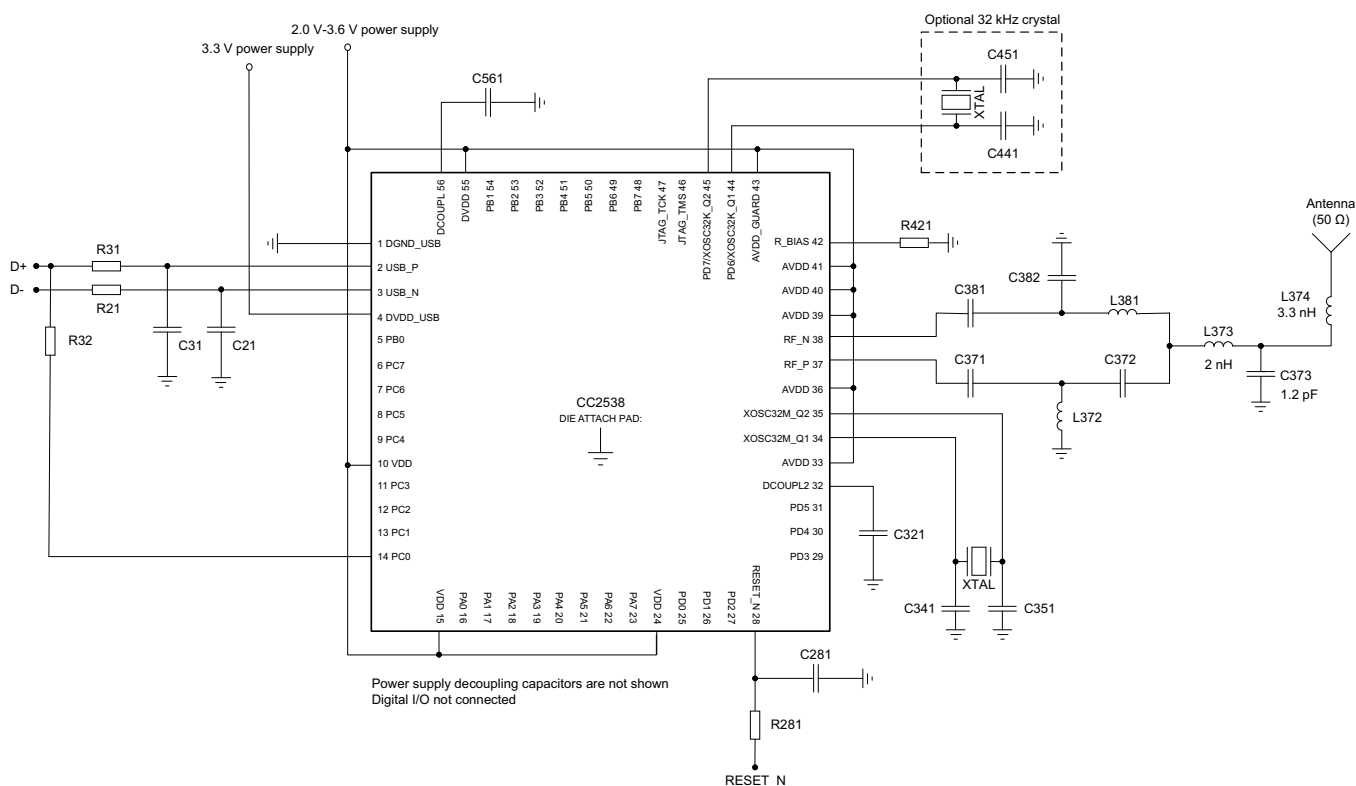 Optional 32 kHz crystal
2.0 V-3.6 V power supply
3.3 V power supply
C451
XTAL
C441
C561
DCOUPL 56
DVDD 55
PB1 54
PB2 53
PB3 52
PB4 51
PB5 50
PB6 49
PB7 48
JTAG_TCK 47
JTAG_TMS 46
PD7/XOSC32K_Q2 45
PD6/XOSC32K_Q1 44
AVDD_GUARD 43
Antenna
(50 Ω)
R31
D+
D-
R21
R32
C31
C21
1 DGND_USB
2 USB_P
3 USB_N
4 DVDD_USB
5 PB0
6 PC7
7 PC6
8 PC5
9 PC4
10 VDD
11 PC3
12 PC2
13 PC1
14 PC0
CC2538
DIE ATTACH PAD:
R_BIAS 42
AVDD 41
AVDD 40
AVDD 39
RF_N 38
RF_P 37
AVDD 36
XOSC32M_Q2 35
XOSC32M_Q1 34
AVDD 33
DCOUPL2 32
PD5 31
PD4 30
PD3 29
R421
C382
C381
L381
C371
C372
L372
L373
2 nH
L374
3.3 nH
C373
1.2 pF
C321
XTAL
C341
C351
VDD 15
PA0 16
PA1 17
PA2 18
PA3 19
PA4 20
PA5 21
PA6 22
PA7 23
VDD 24
PD0 25
PD1 26
PD2 27
RESET_N 28
Power supply decoupling capacitors are not shown
Digital I/O not connected
C281
R281
RESET_N